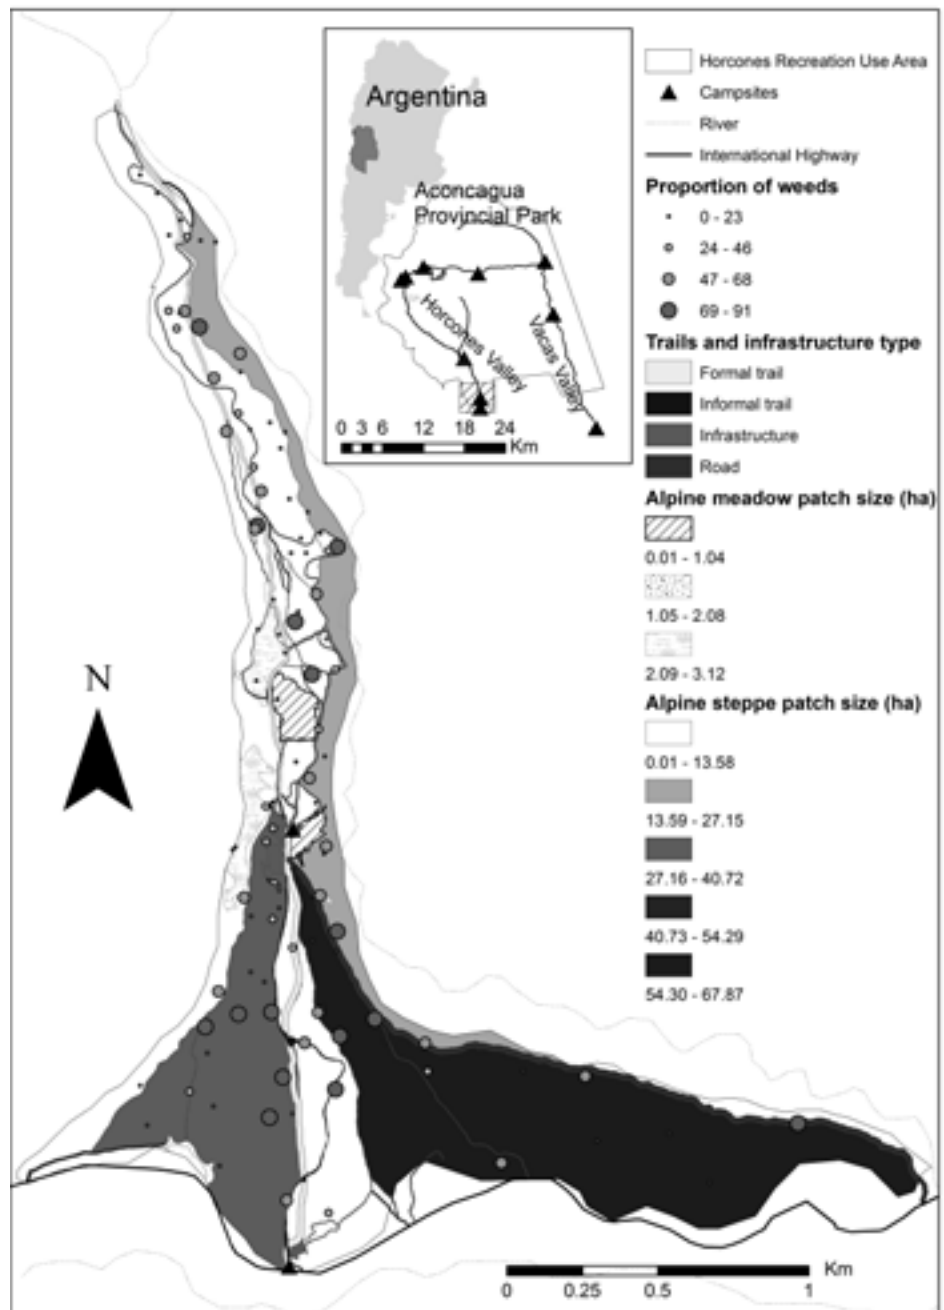 Argentina
Aconcagua
Provincial Park
Horcones Valley
Vacas Valley
0 3 6 12 18 24
Km
Horcones Recreation Use Area
Campsites
River
International Highway
Proportion of weeds
0 - 23
24 - 46
47 - 68
69 - 91
Trails and infrastructure type
Formal trail
Informal trail
Infrastructure
Road
Alpine meadow patch size (ha)
0.01 - 1.04
1.05 - 2.08
2.09 - 3.12
Alpine steppe patch size (ha)
0.01 - 13.58
13.59 - 27.15
27.16 - 40.72
40.73 - 54.29
54.30 - 67.87
N
Km
0 0.25 0.5 1